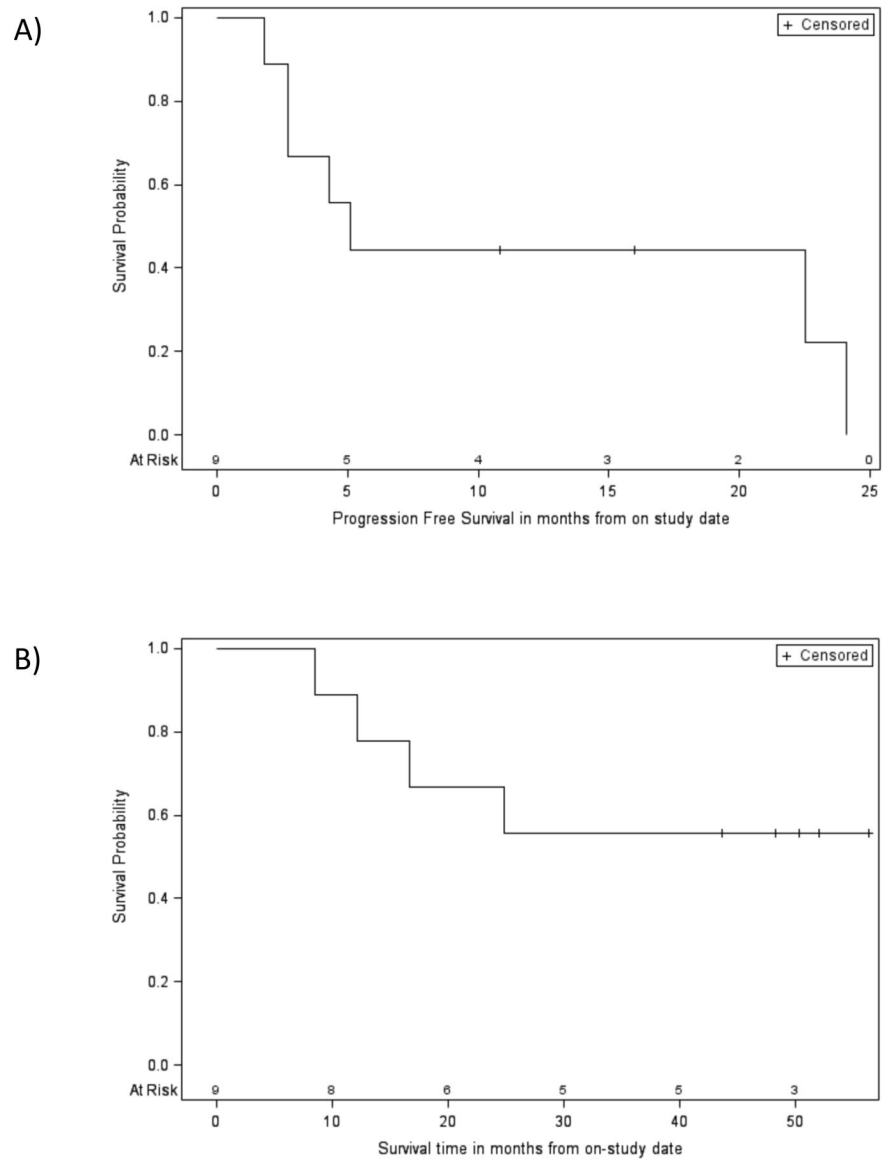 A)
+ Censored
1.0
0.8
0.6
0.4
0.2
0.0
Survival Probability
At Risk 9 5 4 3 2 0
0 5 10 15 20 25
Progression Free Survival in months from on study date
B)
+ Censored
1.0
0.8
0.6
0.4
0.2
0.0
Survival Probability
At Risk 9 8 6 5 5 3
0 10 20 30 40 50
Survival time in months from on-study date